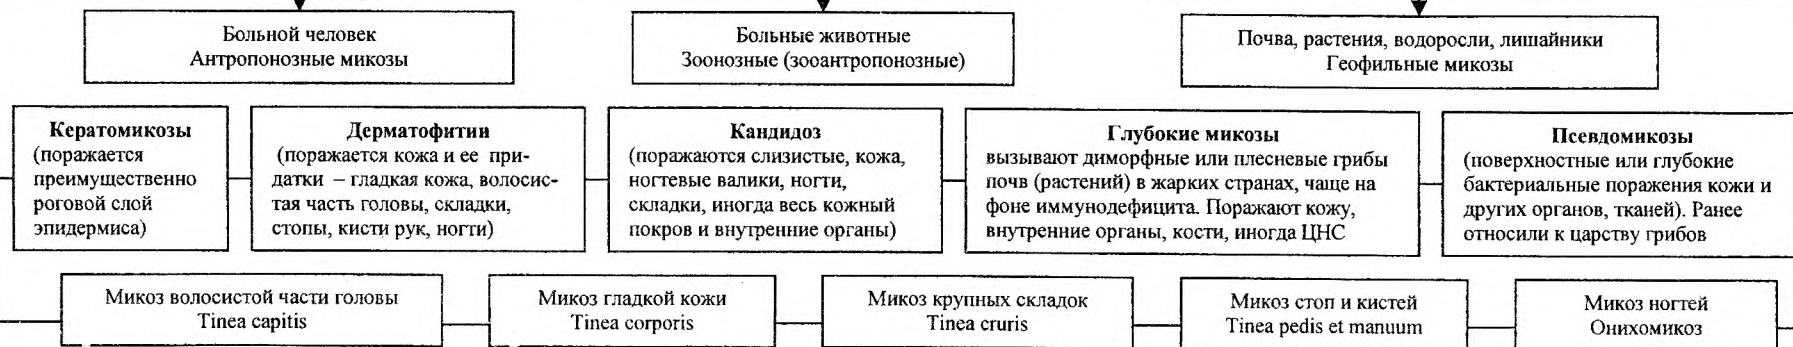 Больной человек
Антропонозные микозы
Больные животные
Зоонозные (зооантропонозные)
Почва, растения, водоросли, лишайники
Геофильные микозы
Кератомикозы
(поражается
преимущественно
роговой слой
эпидермиса)
Дерматофитии
(поражается кожа и ее при-
датки – гладкая кожа, волосис-
тая часть головы, складки,
стопы, кисти рук, ногти)
Кандидоз
(поражаются слизистые, кожа,
ногтевые валики, ногти,
складки, иногда весь кожный
покров и внутренние органы)
Глубокие микозы
вызывают диморфные или плесневые грибы
почв (растений) в жарких странах, чаще на
фоне иммунодефицита. Поражают кожу,
внутренние органы, кости, иногда ЦНС
Псевдомикозы
(поверхностные или глубокие
бактериальные поражения кожи и
других органов, тканей). Ранее
относили к царству грибов
Микоз волосистой части головы
Tinea capitis
Микоз гладкой кожи
Tinea corporis
Микоз крупных складок
Tinea cruris
Микоз стоп и кистей
Tinea pedis et manuum
Микоз ногтей
Онихомикоз